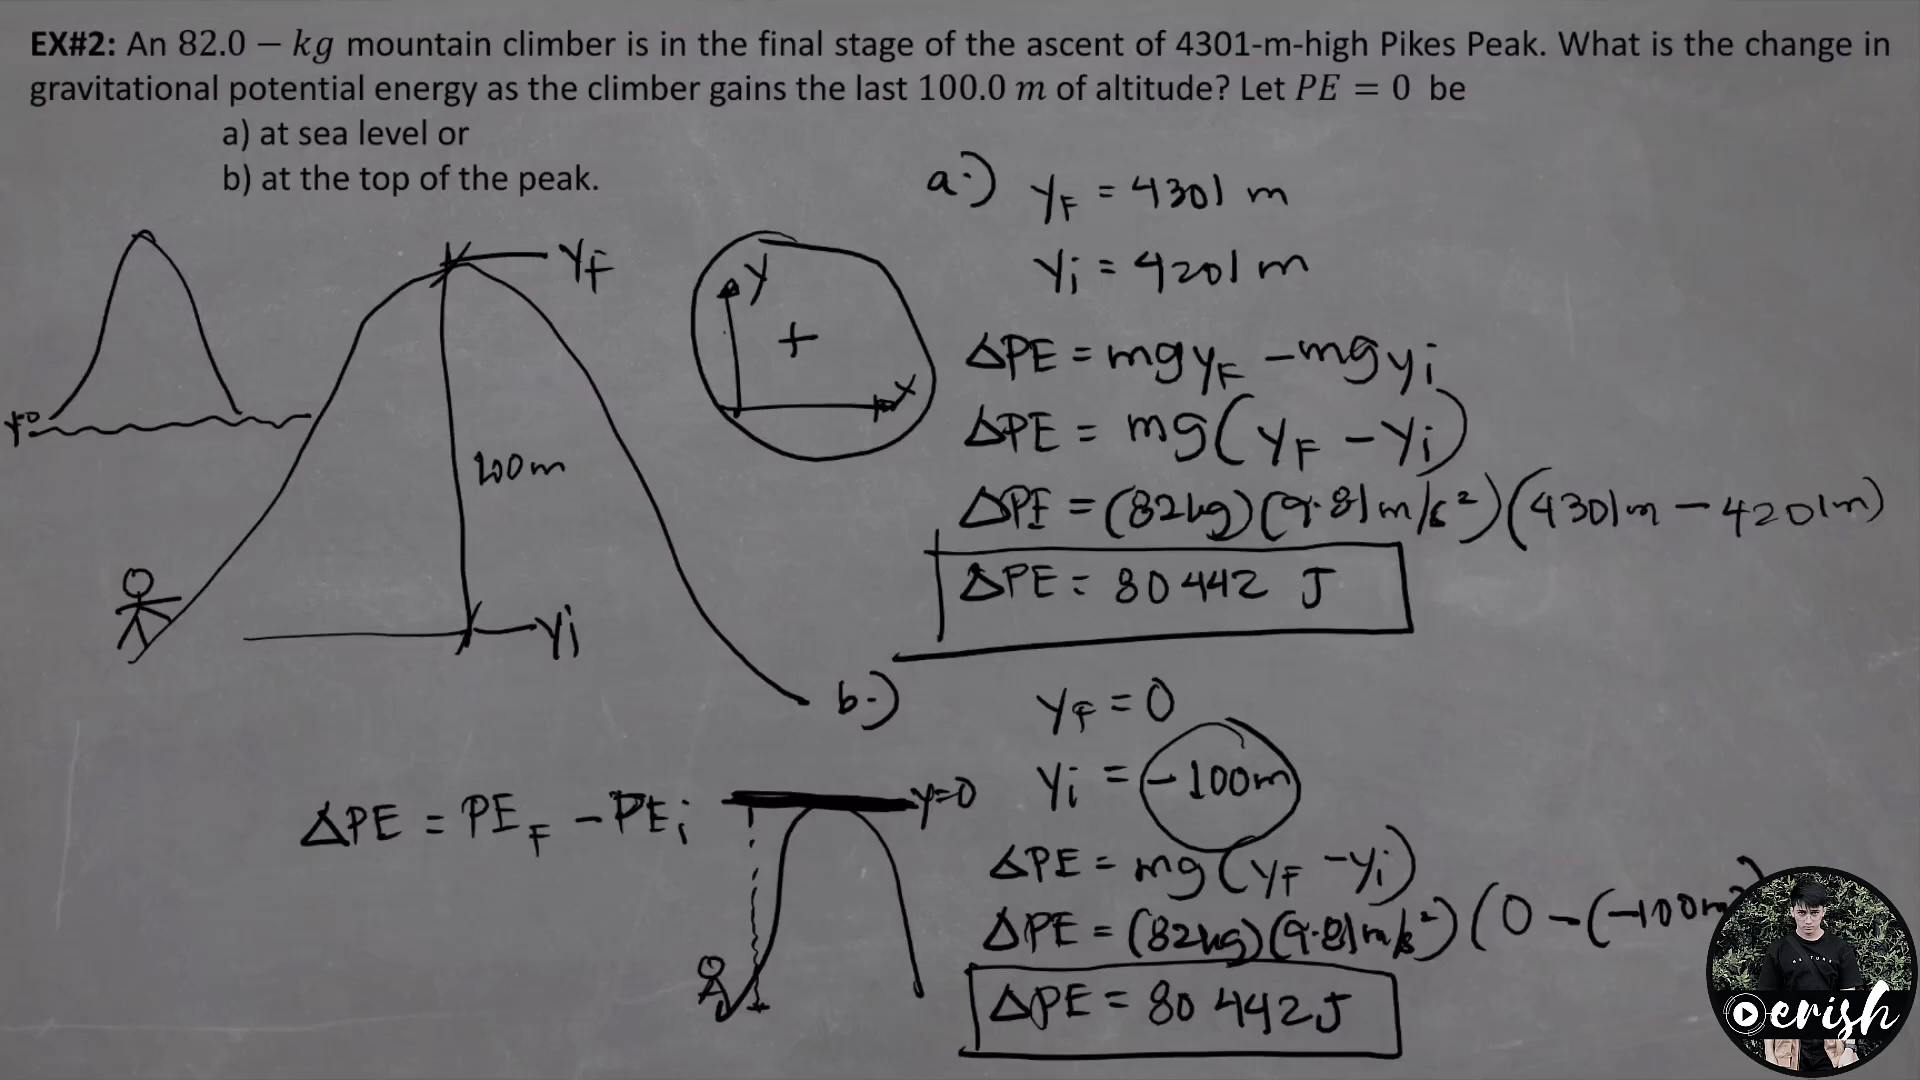 EX#2: An 82.0 – kg mountain climber is in the final stage of the ascent of 4301-m-high Pikes Peak. What is the change in
gravitational potential energy as the climber gains the last 100.0 m of altitude? Let PE = 0 be
a) at sea level or
b) at the top of the peak.
a.) yF = 4301 m
yi = 4201 m
yF
y
+
x
y=0
100m
yi
ΔPE = mgyF - mgyi
ΔPE = mg(yF - yi)
ΔPE = (82kg)(9.81m/s²)(4301m - 4201m)
ΔPE = 80442 J
b.) yF = 0
yi = -100m
ΔPE = PEF - PEi
y=0
ΔPE = mg(yF - yi)
ΔPE = (82kg)(9.81m/s²)(0 - (-100m)
ΔPE = 80442J
erish